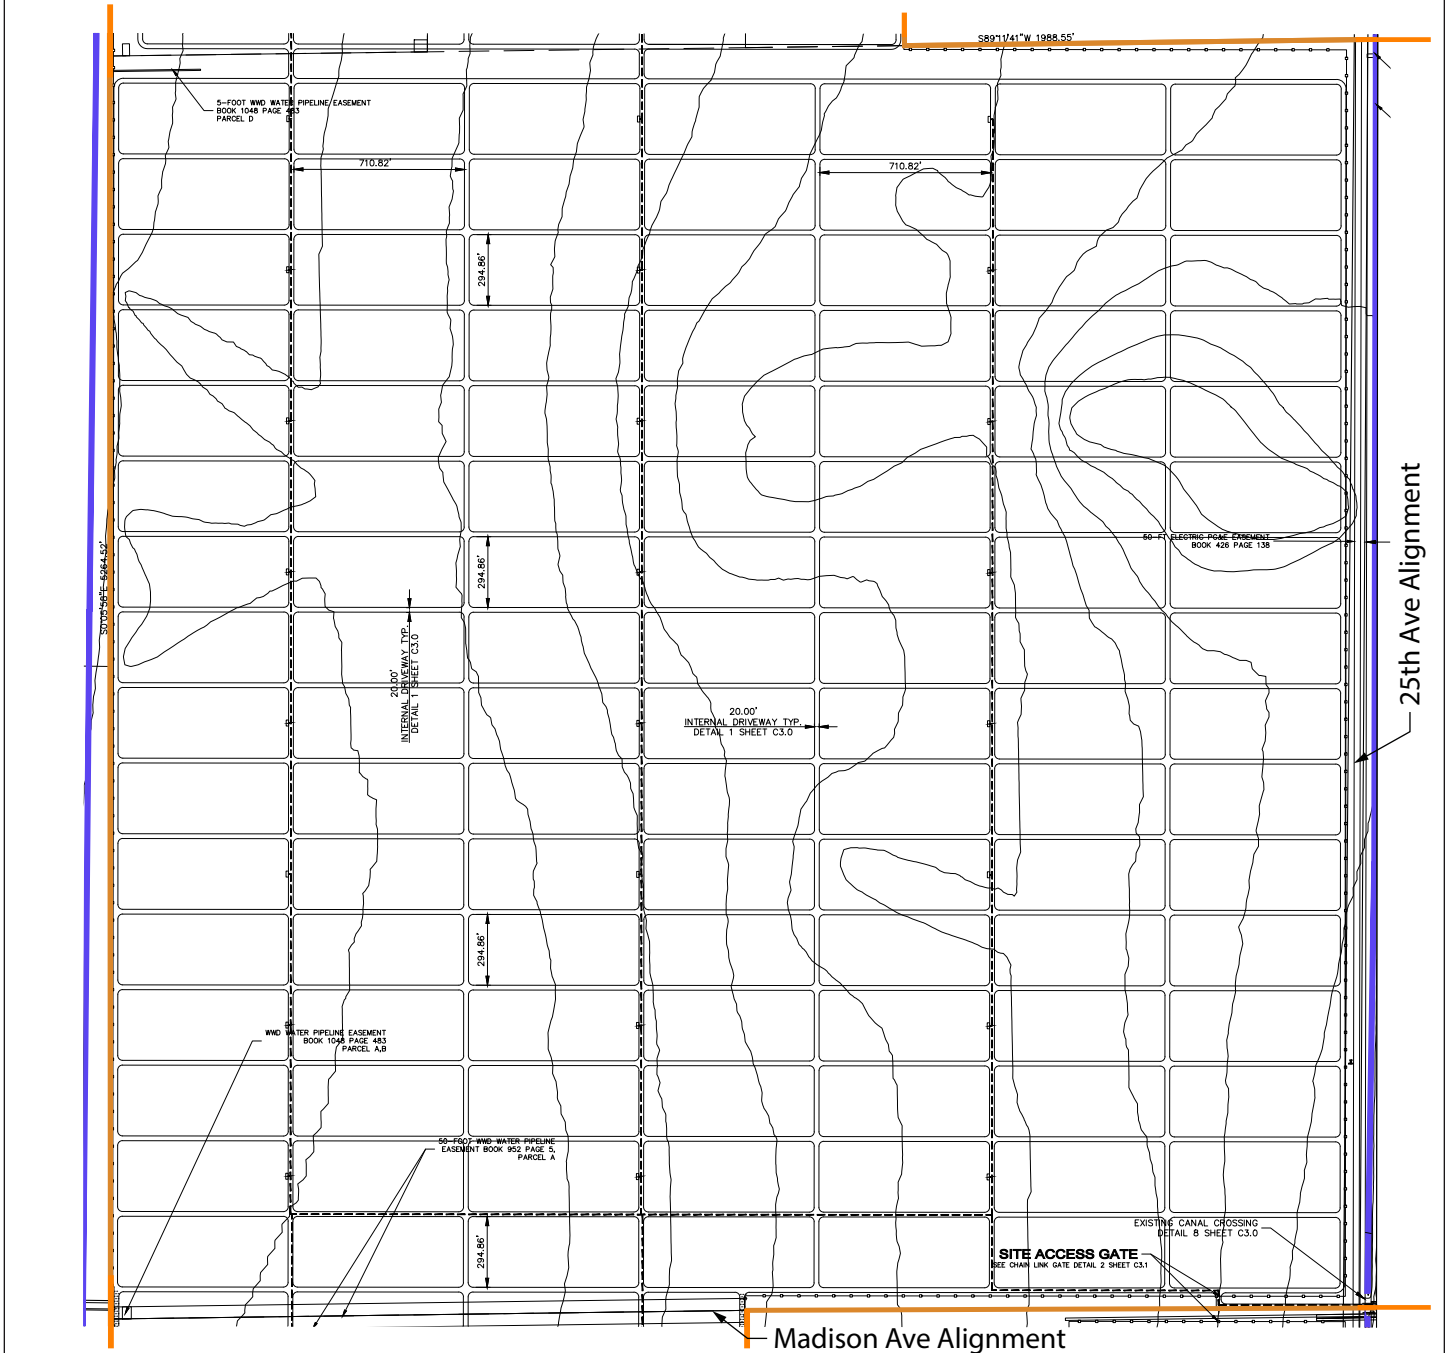 S89°11'41"W 1988.55'
5-FOOT WWD WATER PIPELINE EASEMENT
BOOK 1048 PAGE 483
PARCEL D
710.82'
710.82'
294.86'
S0°05'58"E 5264.52'
294.86'
50-FT ELECTRIC PG&E EASEMENT
BOOK 426 PAGE 138
25th Ave Alignment
20.00'
INTERNAL DRIVEWAY TYP.
DETAIL 1 SHEET C3.0
20.00'
INTERNAL DRIVEWAY TYP.
DETAIL 1 SHEET C3.0
294.86'
WWD WATER PIPELINE EASEMENT
BOOK 1048 PAGE 483
PARCEL A,B
50-FOOT WWD WATER PIPELINE
EASEMENT BOOK 952 PAGE 5,
PARCEL A
294.86'
EXISTING CANAL CROSSING
DETAIL 8 SHEET C3.0
SITE ACCESS GATE
SEE CHAIN LINK GATE DETAIL 2 SHEET C3.1
Madison Ave Alignment